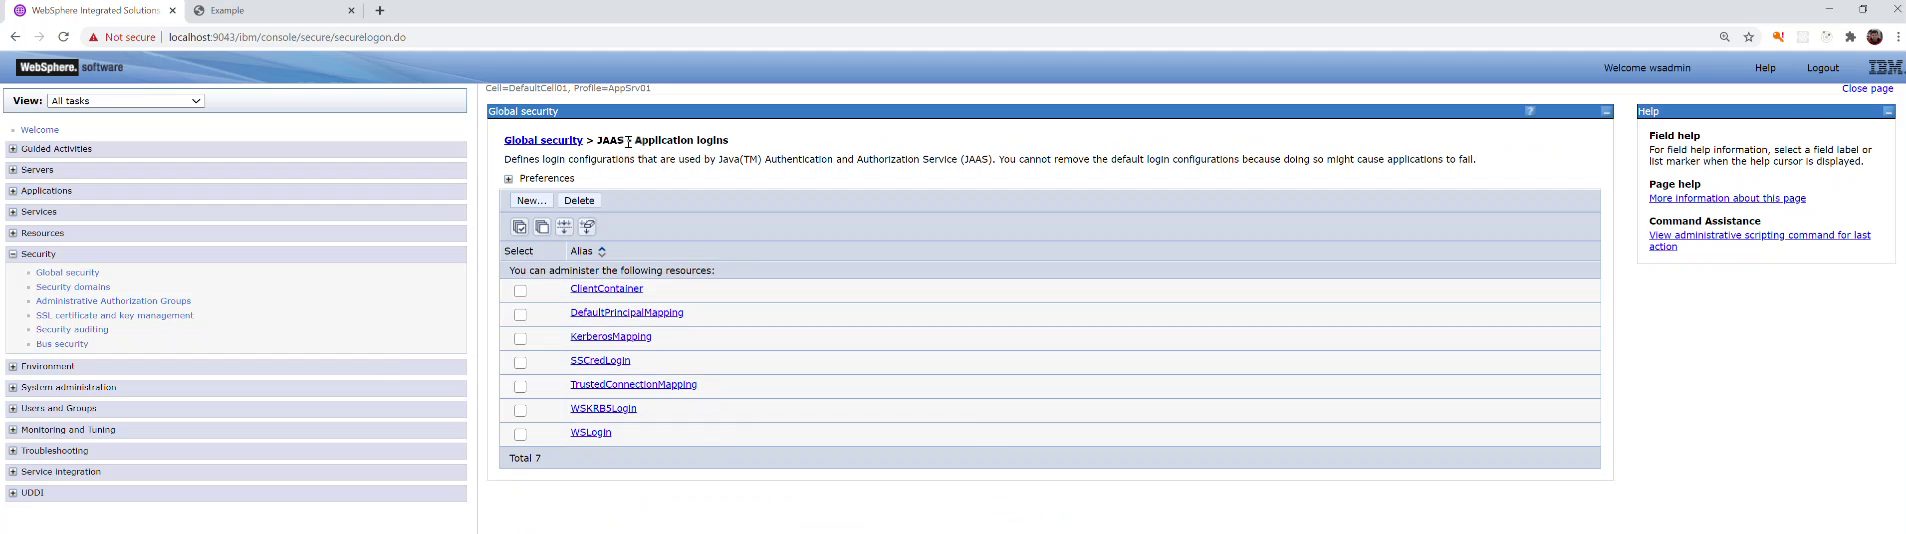 WebSphere Integrated Solutions
Example
Not secure
localhost:9043/ibm/console/secure/securelogon.do
WebSphere. software
Welcome wsadmin
Help
Logout
IBM
View: All tasks
Welcome
Guided Activities
Servers
Applications
Services
Resources
Security
Global security
Security domains
Administrative Authorization Groups
SSL certificate and key management
Security auditing
Bus security
Environment
System administration
Users and Groups
Monitoring and Tuning
Troubleshooting
Service integration
UDDI
Cell=DefaultCell01, Profile=AppSrv01
Close page
Global security
?
Global security > JAAS - Application logins
Defines login configurations that are used by Java(TM) Authentication and Authorization Service (JAAS). You cannot remove the default login configurations because doing so might cause applications to fail.
Preferences
New...
Delete
Select
Alias
You can administer the following resources:
ClientContainer
DefaultPrincipalMapping
KerberosMapping
SSCredLogin
TrustedConnectionMapping
WSKRB5Login
WSLogin
Total 7
Help
Field help
For field help information, select a field label or
list marker when the help cursor is displayed.
Page help
More information about this page
Command Assistance
View administrative scripting command for last
action